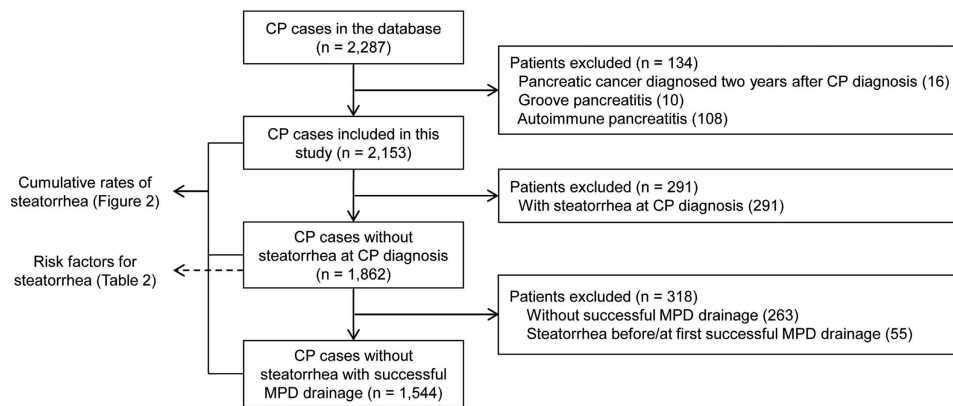 CP cases in the database
(n = 2,287)
Patients excluded (n = 134)
Pancreatic cancer diagnosed two years after CP diagnosis (16)
Groove pancreatitis (10)
Autoimmune pancreatitis (108)
CP cases included in this
study (n = 2,153)
Cumulative rates of
steatorrhea (Figure 2)
Patients excluded (n = 291)
With steatorrhea at CP diagnosis (291)
CP cases without
steatorrhea at CP diagnosis
(n = 1,862)
Risk factors for
steatorrhea (Table 2)
Patients excluded (n = 318)
Without successful MPD drainage (263)
Steatorrhea before/at first successful MPD drainage (55)
CP cases without
steatorrhea with successful
MPD drainage (n = 1,544)